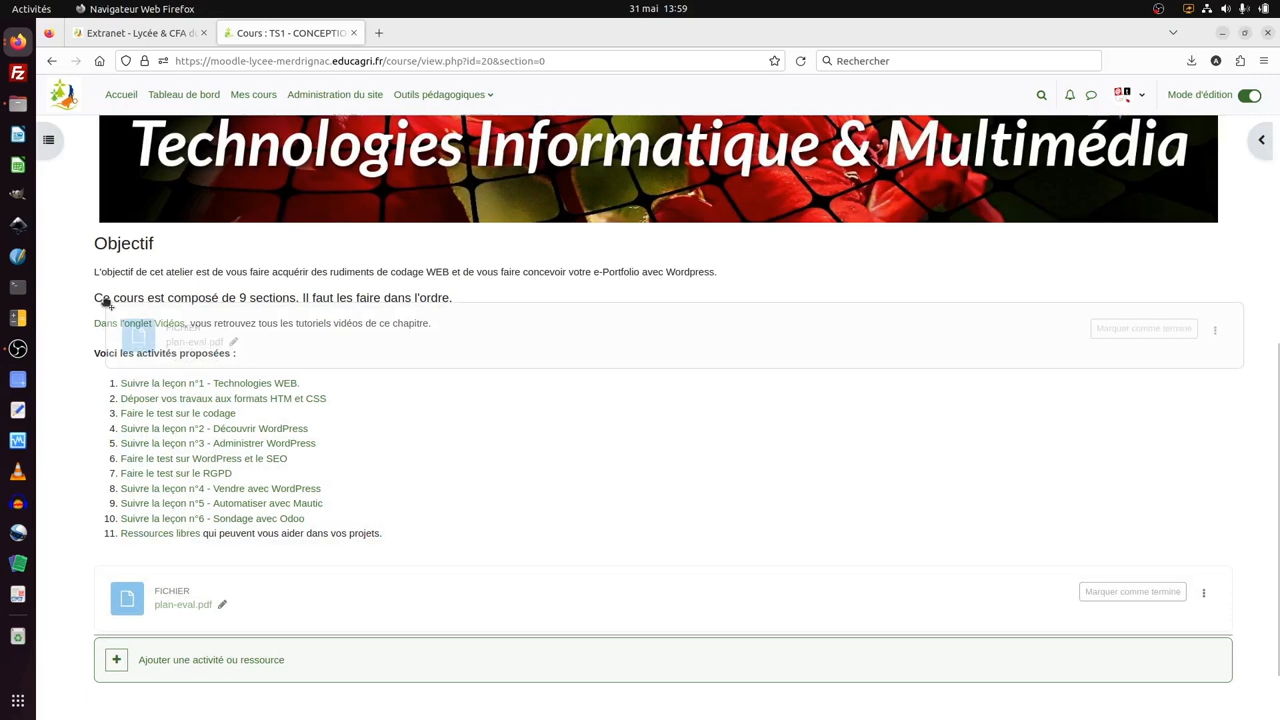 Activités
Navigateur Web Firefox
31 mai 13:59
Extranet - Lycée & CFA d
Cours : TS1 - CONCEPTIO
https://moodle-lycee-merdrignac.educagri.fr/course/view.php?id=20&section=0
Rechercher
Accueil
Tableau de bord
Mes cours
Administration du site
Outils pédagogiques
Mode d'édition
Technologies Informatique & Multimédia
Objectif
L'objectif de cet atelier est de vous faire acquérir des rudiments de codage WEB et de vous faire concevoir votre e-Portfolio avec Wordpress.
Ce cours est composé de 9 sections. Il faut les faire dans l'ordre.
Dans l'onglet Vidéos, vous retrouvez tous les tutoriels vidéos de ce chapitre.
FICHIER
Marquer comme terminé
plan-eval.pdf
Voici les activités proposées :
1. Suivre la leçon n°1 - Technologies WEB.
2. Déposer vos travaux aux formats HTM et CSS
3. Faire le test sur le codage
4. Suivre la leçon n°2 - Découvrir WordPress
5. Suivre la leçon n°3 - Administrer WordPress
6. Faire le test sur WordPress et le SEO
7. Faire le test sur le RGPD
8. Suivre la leçon n°4 - Vendre avec WordPress
9. Suivre la leçon n°5 - Automatiser avec Mautic
10. Suivre la leçon n°6 - Sondage avec Odoo
11. Ressources libres qui peuvent vous aider dans vos projets.
FICHIER
Marquer comme terminé
plan-eval.pdf
Ajouter une activité ou ressource